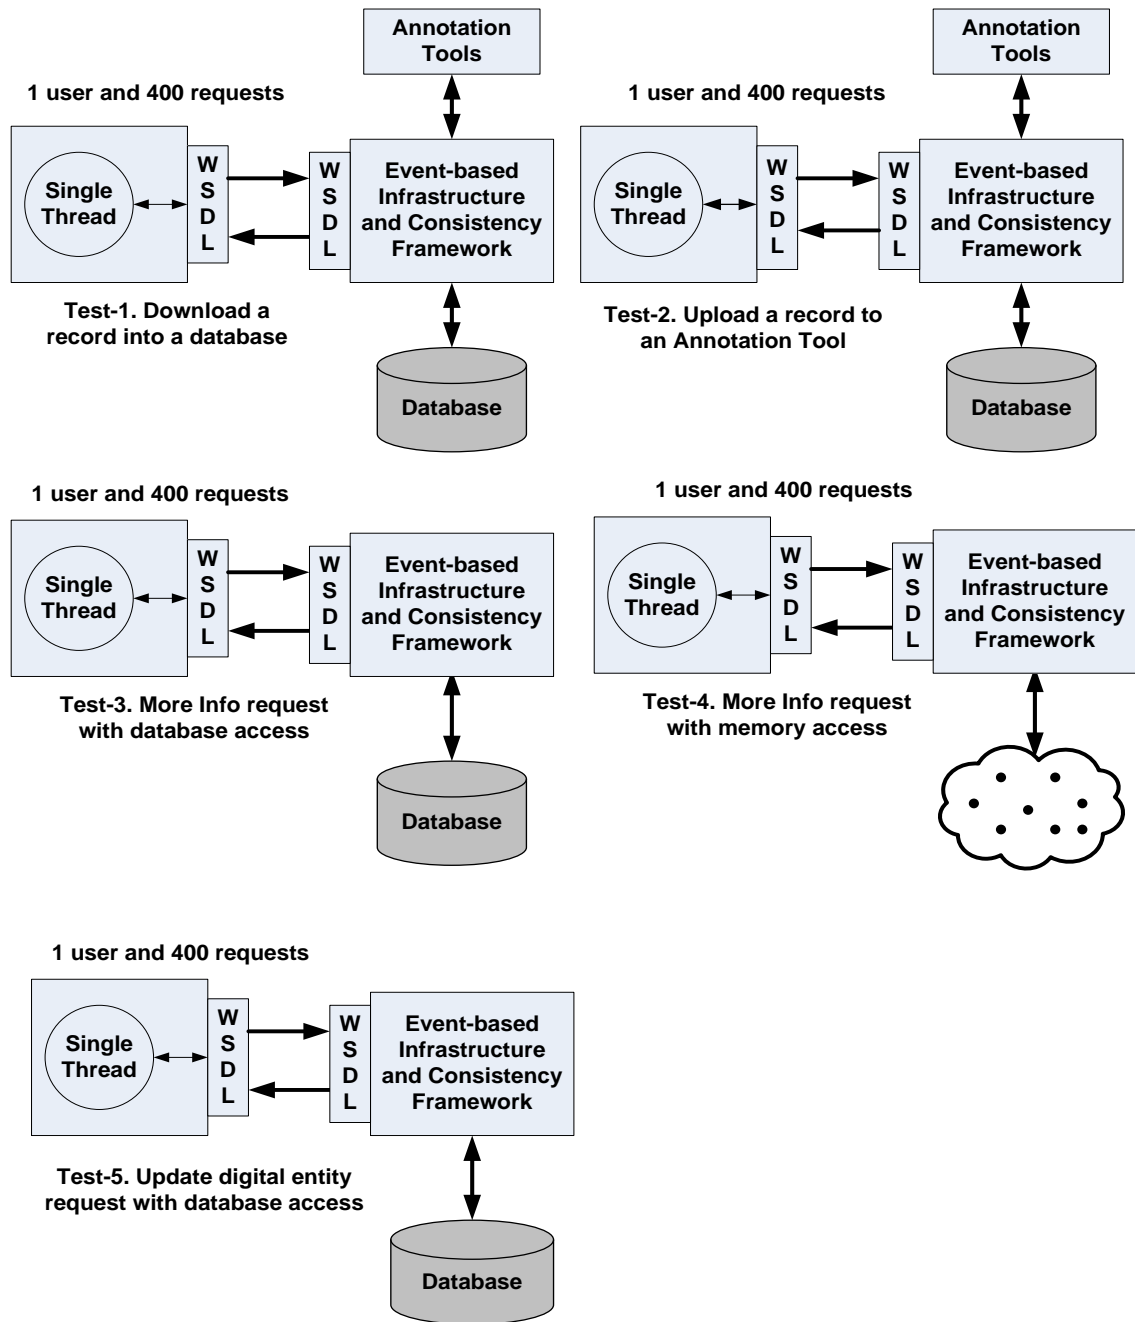 Annotation
Tools
1 user and 400 requests
Single
Thread
W
S
D
L
W
S
D
L
Event-based
Infrastructure
and Consistency
Framework
Test-1. Download a
record into a database
Database
Annotation
Tools
1 user and 400 requests
Single
Thread
W
S
D
L
W
S
D
L
Event-based
Infrastructure
and Consistency
Framework
Test-2. Upload a record to
an Annotation Tool
Database
1 user and 400 requests
Single
Thread
W
S
D
L
W
S
D
L
Event-based
Infrastructure
and Consistency
Framework
Test-3. More Info request
with database access
Database
1 user and 400 requests
Single
Thread
W
S
D
L
W
S
D
L
Event-based
Infrastructure
and Consistency
Framework
Test-4. More Info request
with memory access
1 user and 400 requests
Single
Thread
W
S
D
L
W
S
D
L
Event-based
Infrastructure
and Consistency
Framework
Test-5. Update digital entity
request with database access
Database